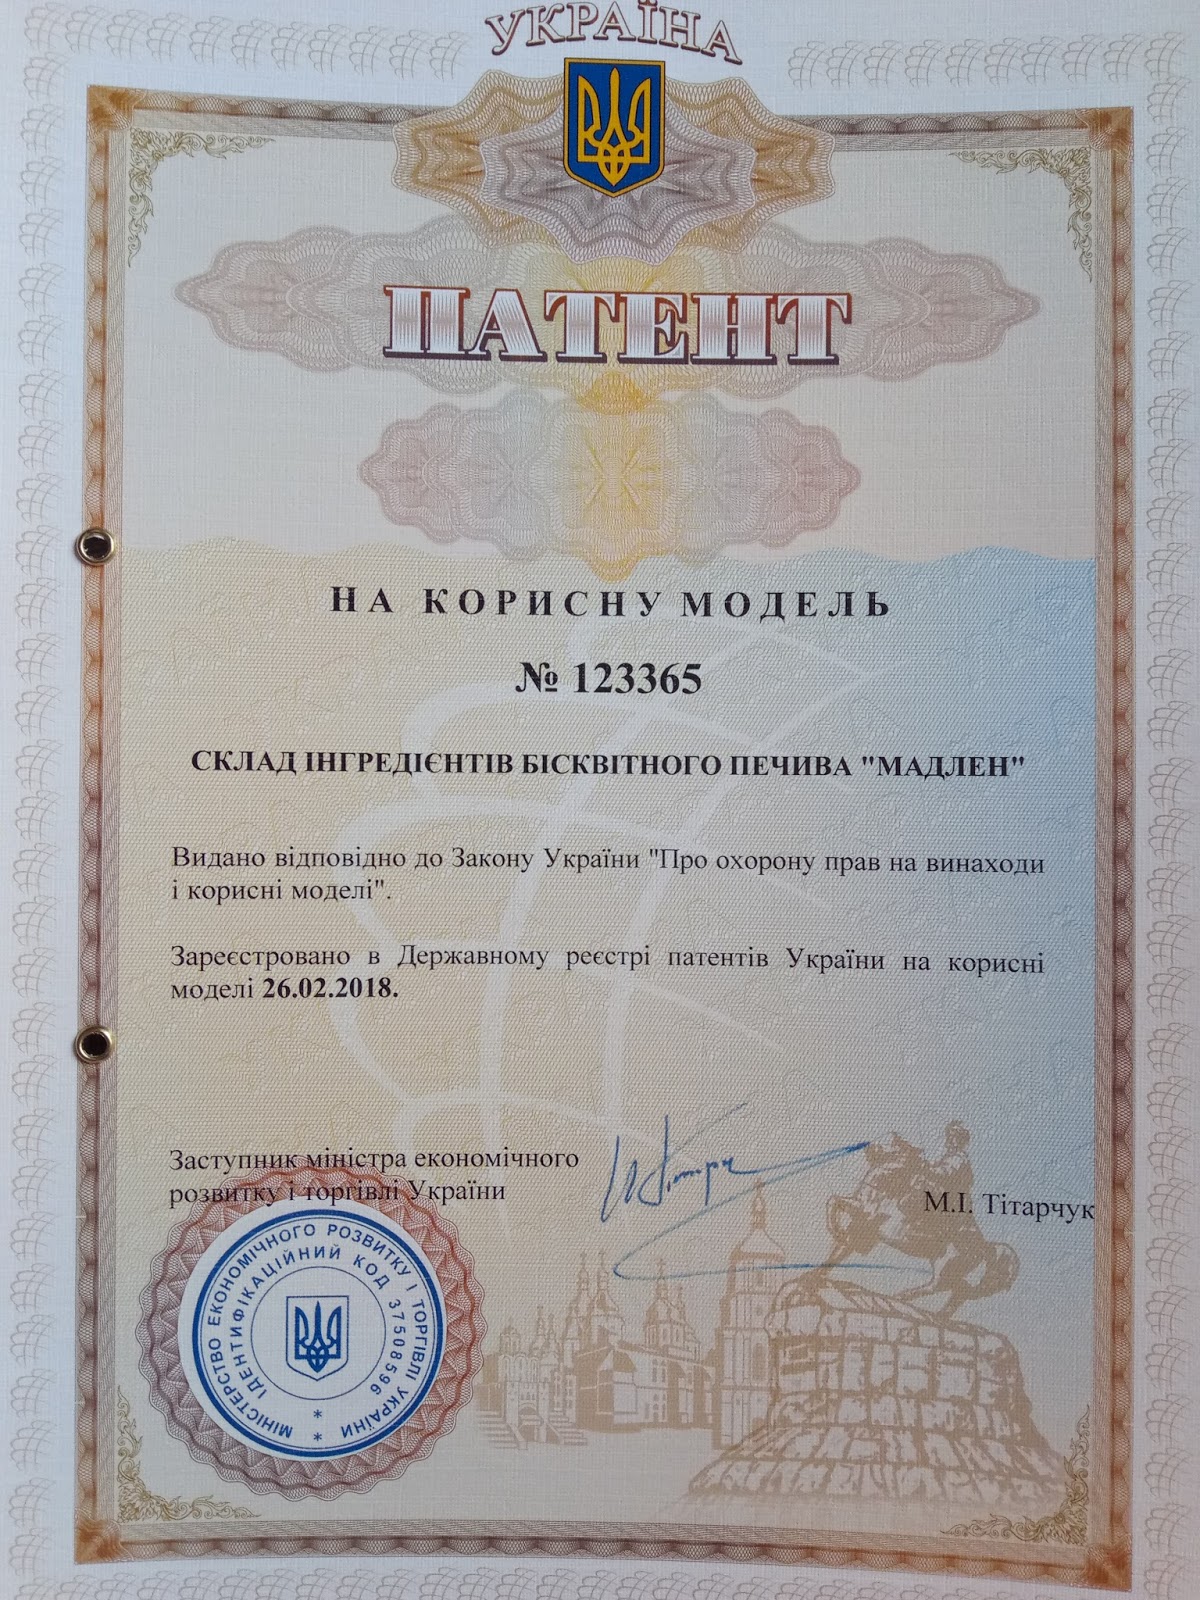 УКРАЇНА
ПАТЕНТ
НА КОРИСНУ МОДЕЛЬ
№ 123365
СКЛАД ІНГРЕДІЄНТІВ БІСКВІТНОГО ПЕЧИВА "МАДЛЕН"
Видано відповідно до Закону України "Про охорону прав на винаходи
і корисні моделі".
Зареєстровано в Державному реєстрі патентів України на корисні
моделі 26.02.2018.
Заступник міністра економічного
розвитку і торгівлі України
М.І. Тітарчук
МІНІСТЕРСТВО ЕКОНОМІЧНОГО РОЗВИТКУ І ТОРГІВЛІ УКРАЇНИ
ІДЕНТИФІКАЦІЙНИЙ КОД 37508596